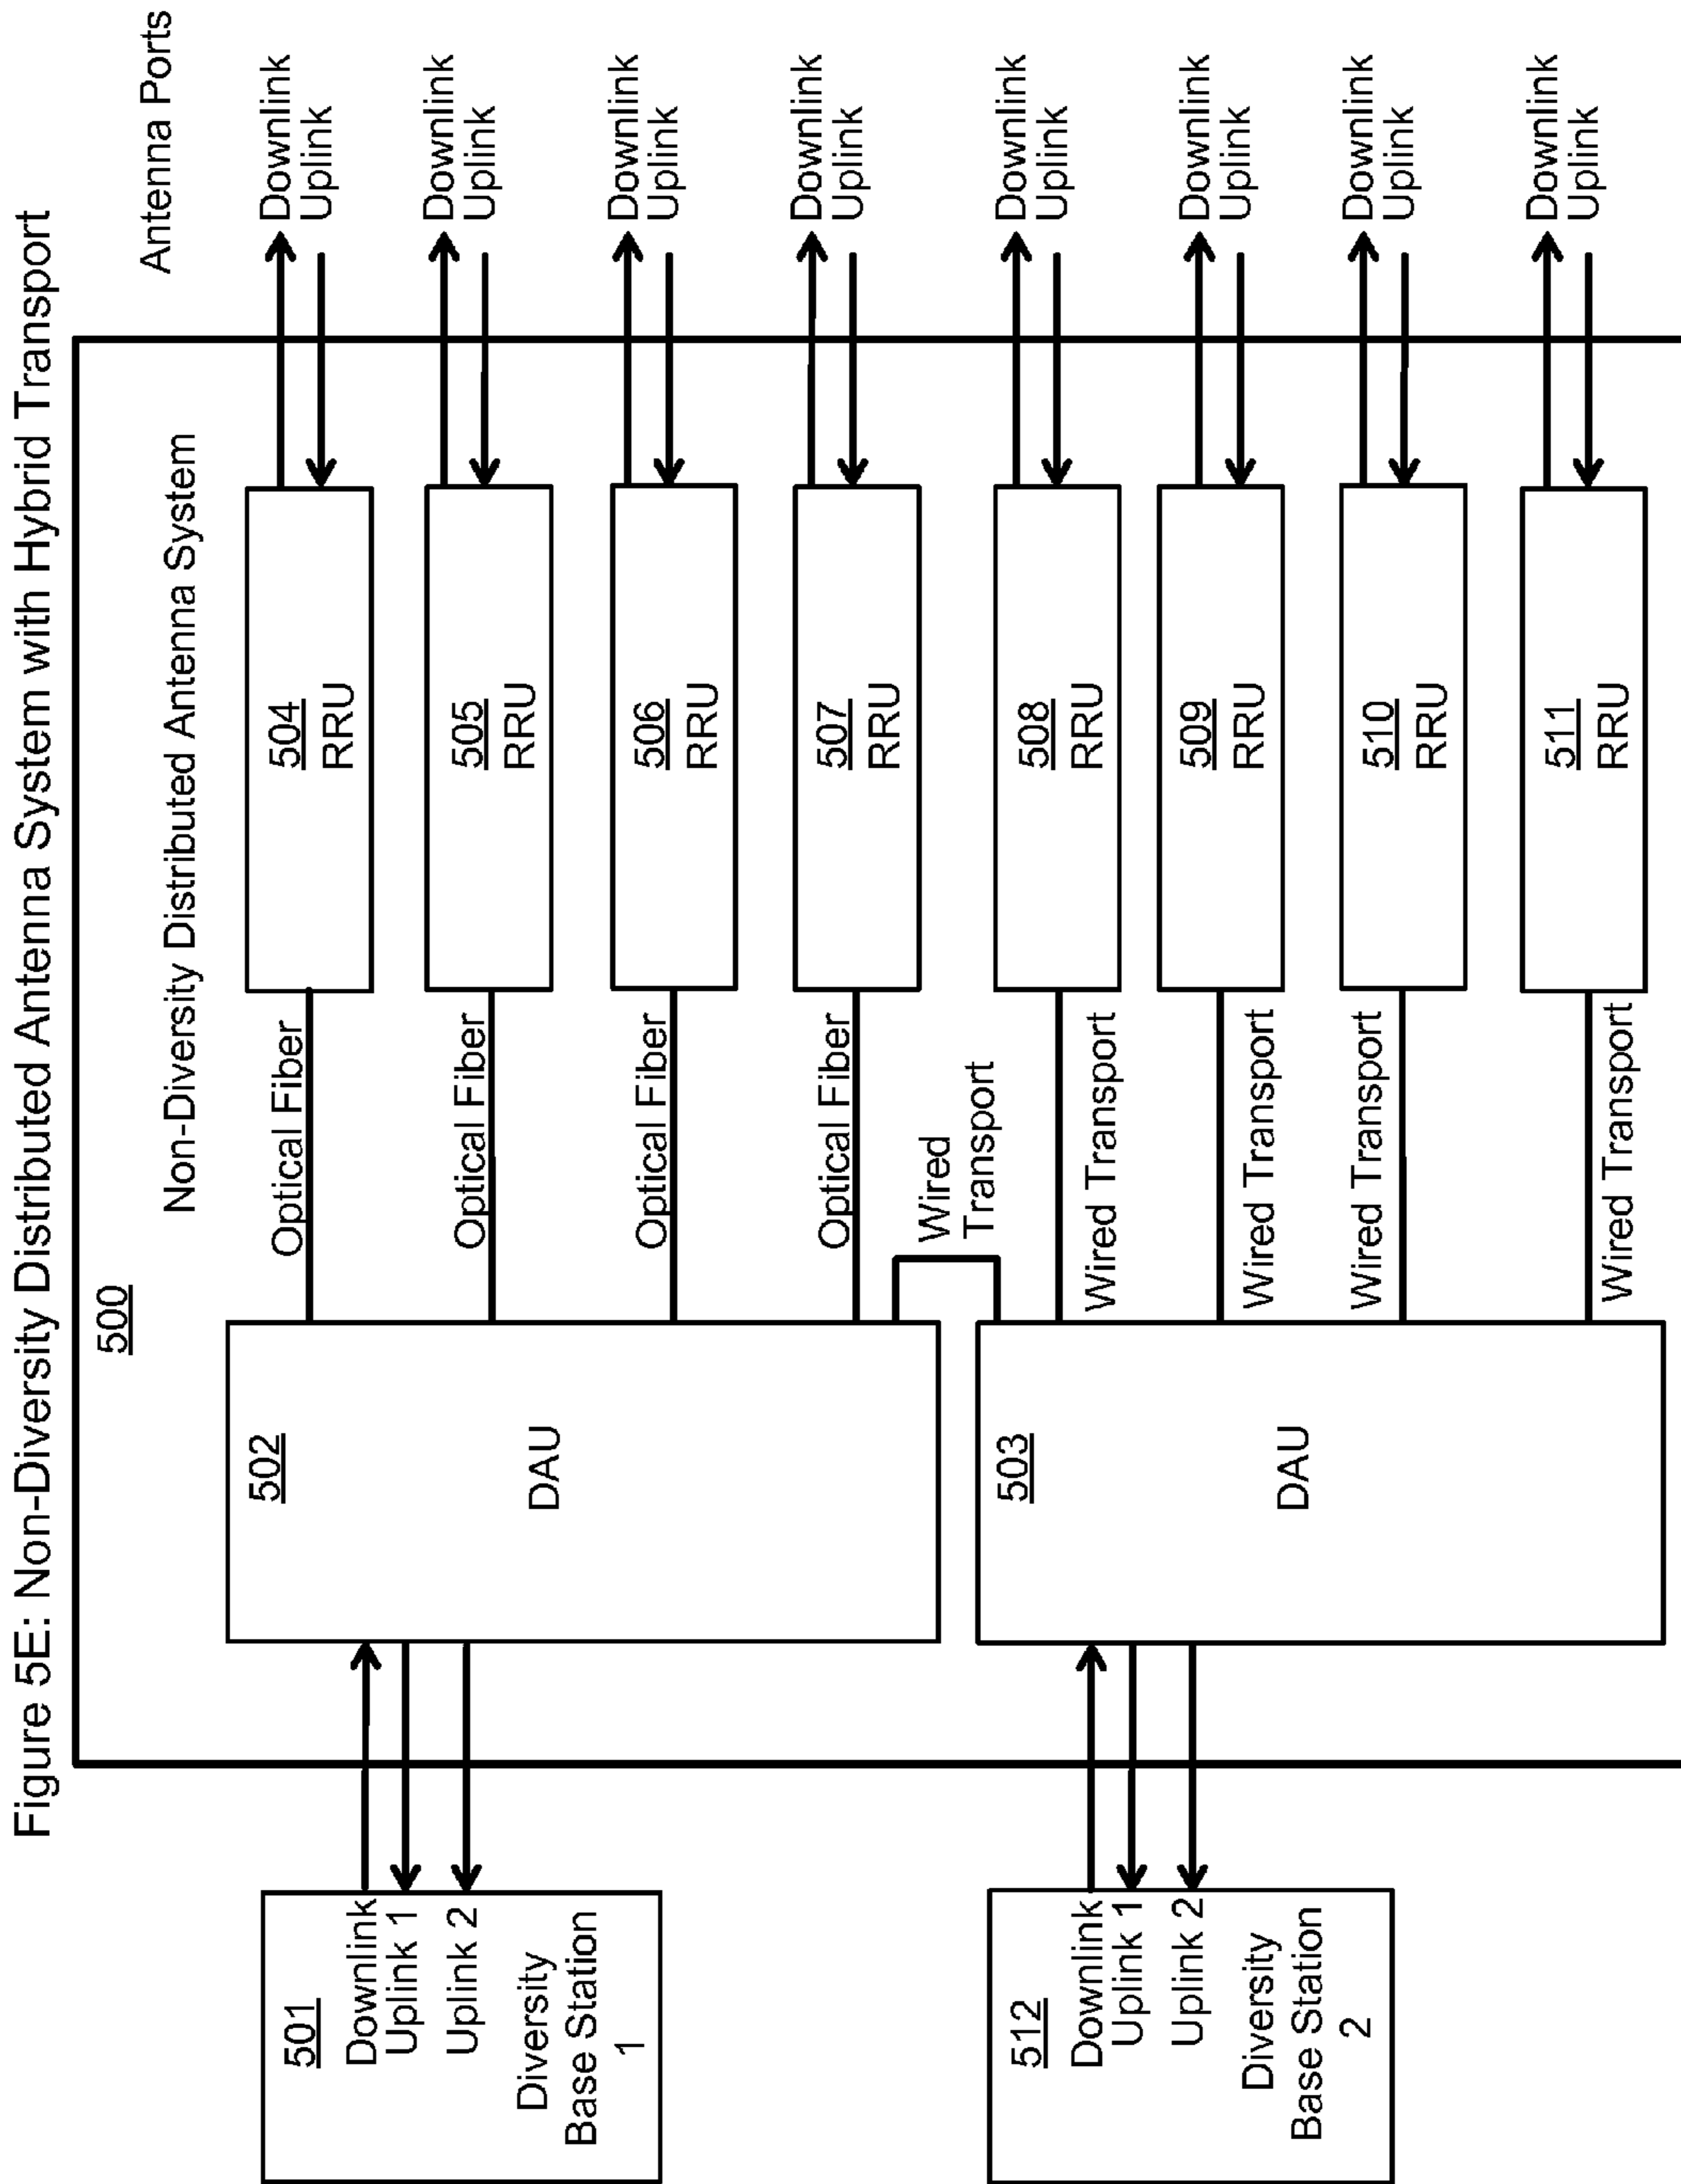 Figure 5E: Non-Diversity Distributed Antenna System with Hybrid Transport
Antenna Ports
500
Non-Diversity Distributed Antenna System
501
Downlink
Uplink 1
Uplink 2
Diversity
Base Station
1
502
DAU
Optical Fiber
504
RRU
Downlink
Uplink
Optical Fiber
505
RRU
Downlink
Uplink
Optical Fiber
506
RRU
Downlink
Uplink
Optical Fiber
507
RRU
Downlink
Uplink
Wired
Transport
512
Downlink
Uplink 1
Uplink 2
Diversity
Base Station
2
503
DAU
Wired Transport
508
RRU
Downlink
Uplink
Wired Transport
509
RRU
Downlink
Uplink
Wired Transport
510
RRU
Downlink
Uplink
Wired Transport
511
RRU
Downlink
Uplink